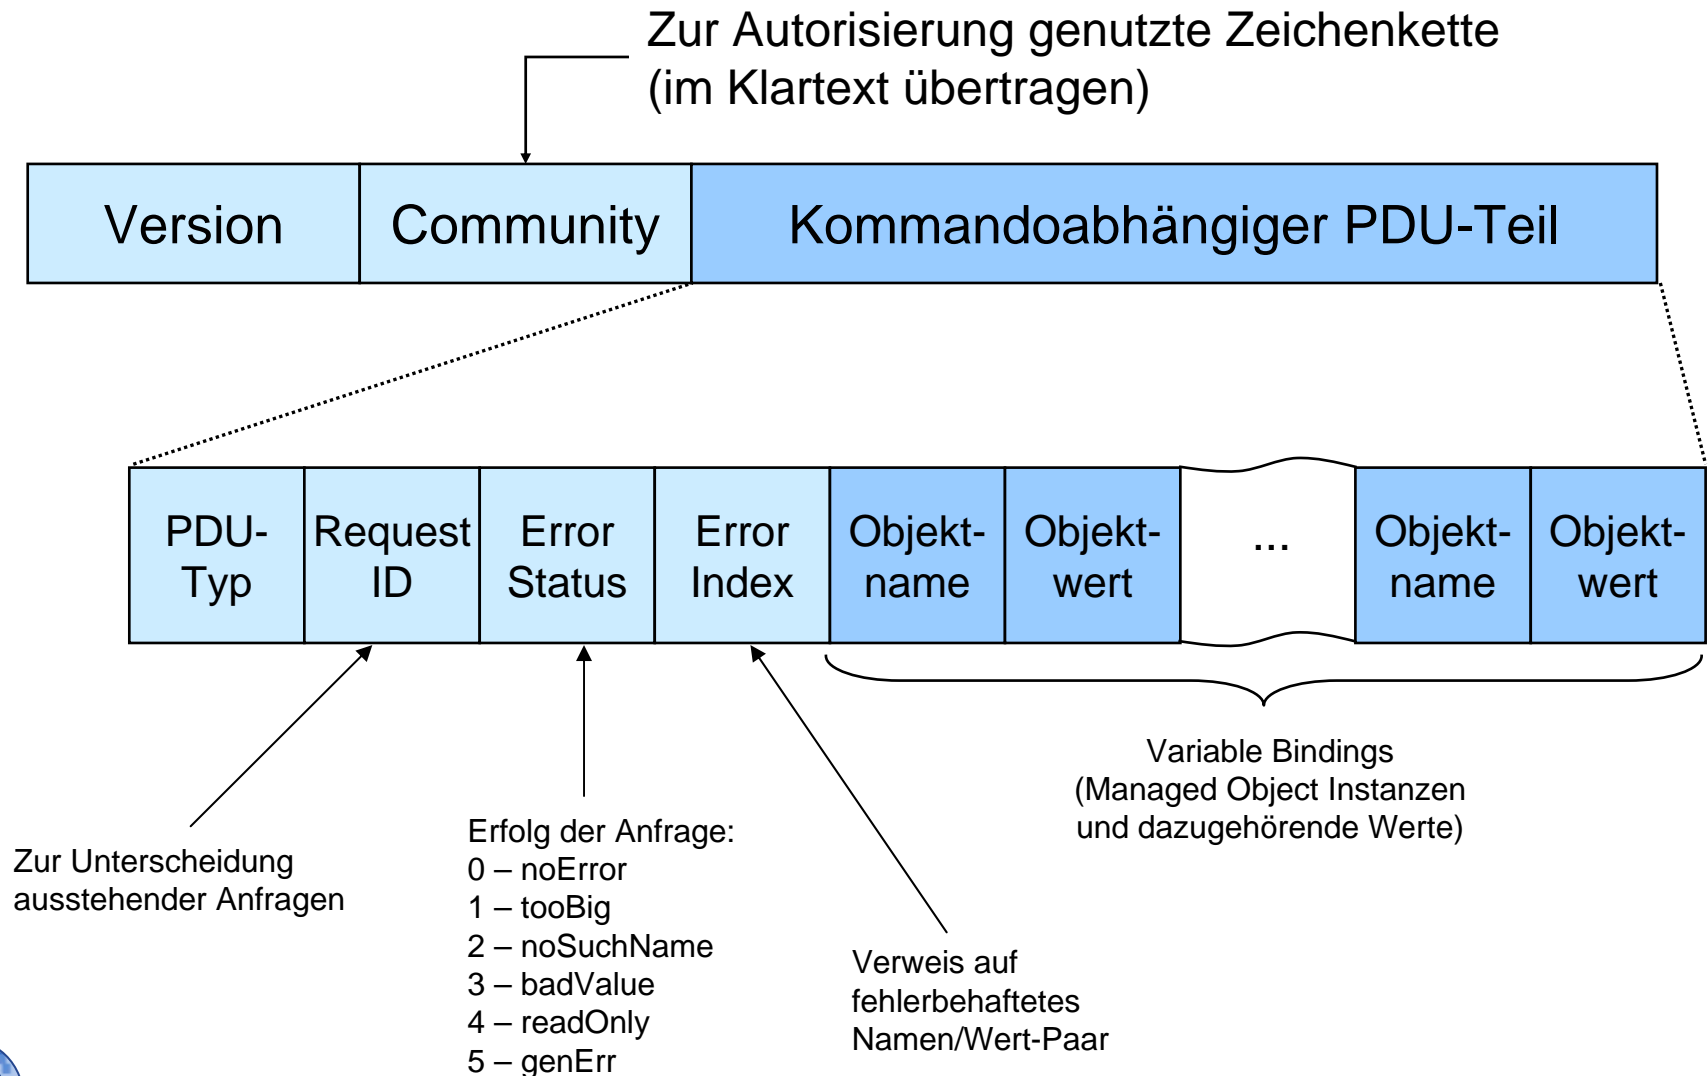 Zur Autorisierung genutzte Zeichenkette
(im Klartext übertragen)
Version
Community
Kommandoabhängiger PDU-Teil
PDU-
Typ
Request
ID
Error
Status
Error
Index
Objekt-
name
Objekt-
wert
...
Objekt-
name
Objekt-
wert
Zur Unterscheidung
ausstehender Anfragen
Erfolg der Anfrage:
0 – noError
1 – tooBig
2 – noSuchName
3 – badValue
4 – readOnly
5 – genErr
Verweis auf
fehlerbehaftetes
Namen/Wert-Paar
Variable Bindings
(Managed Object Instanzen
und dazugehörende Werte)